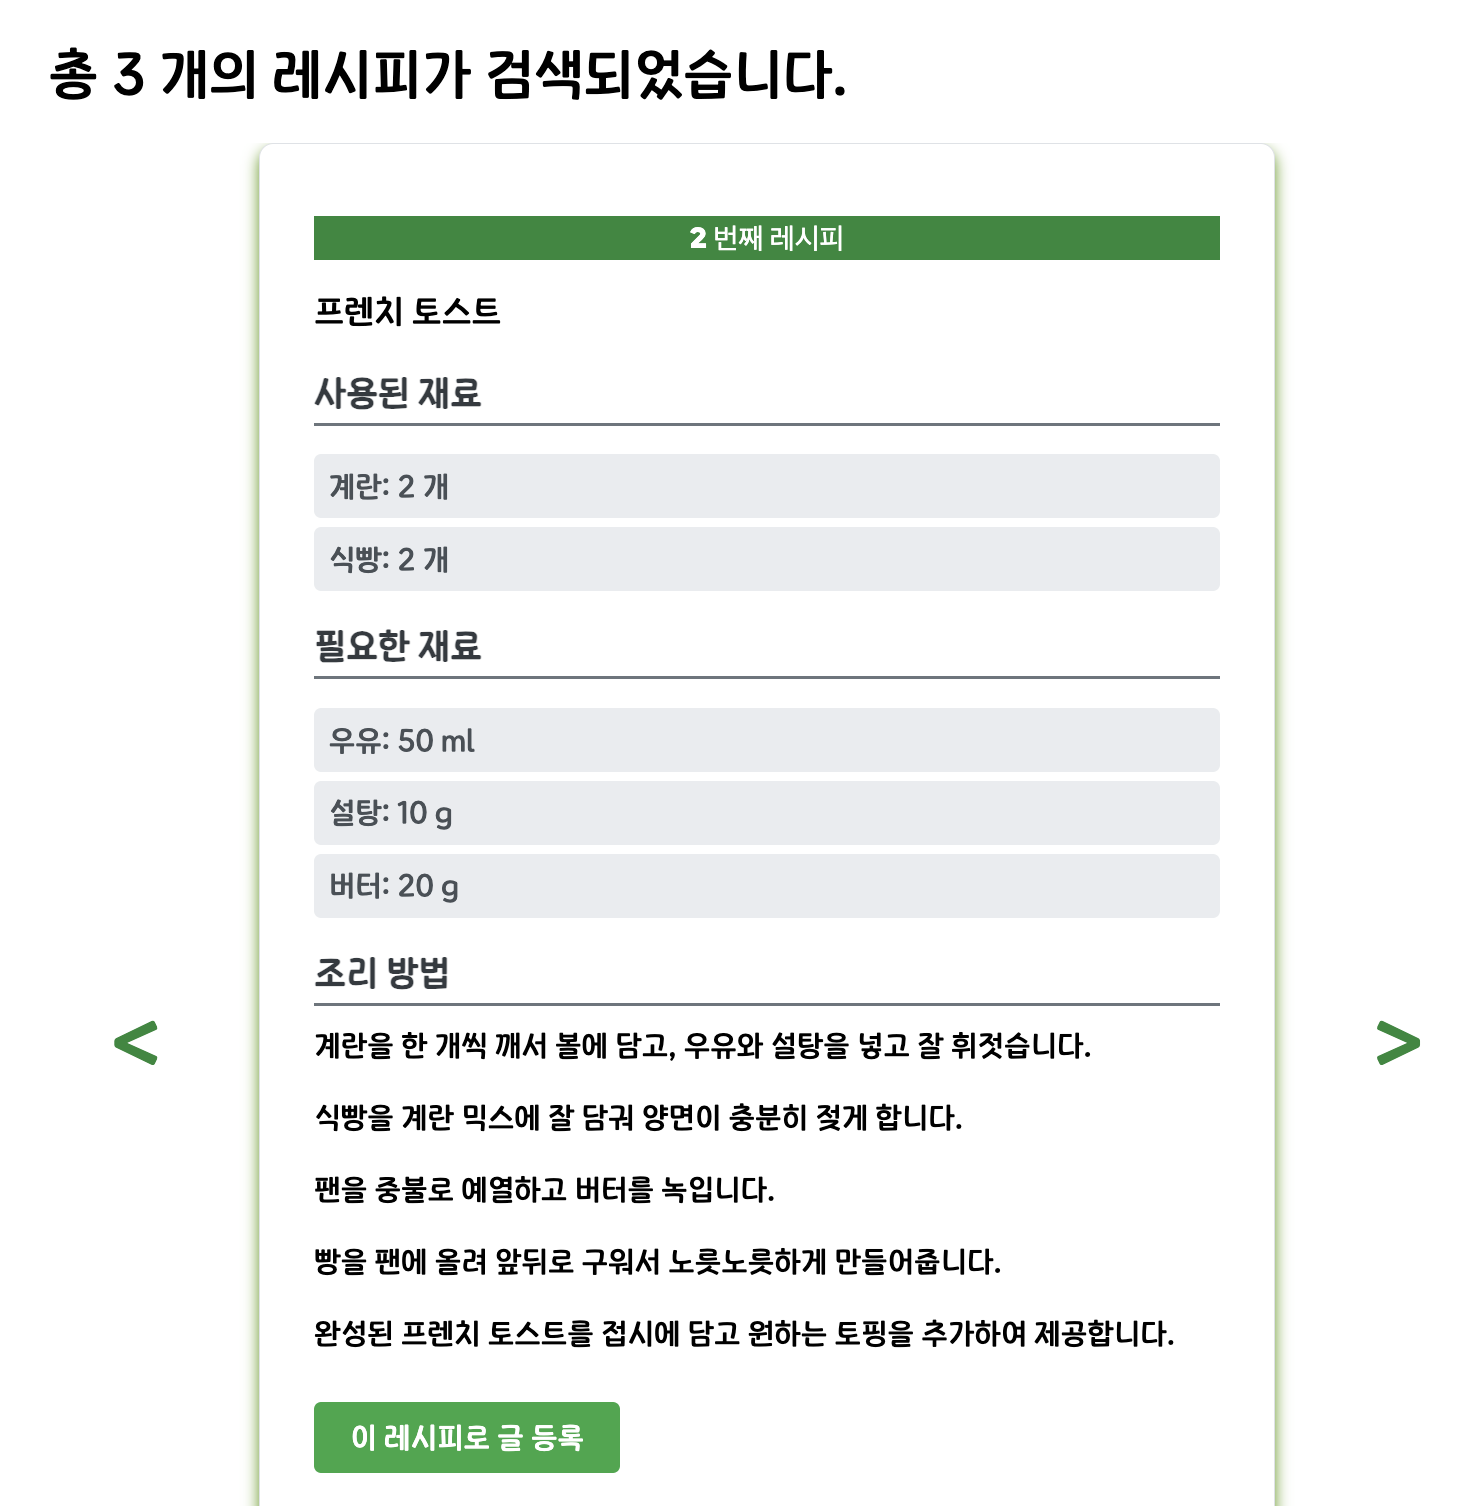 총 3 개의 레시피가 검색되었습니다.
2 번째 레시피
프렌치 토스트
사용된 재료
계란: 2 개
식빵: 2 개
필요한 재료
우유: 50 ml
설탕: 10 g
버터: 20 g
조리 방법
계란을 한 개씩 깨서 볼에 담고, 우유와 설탕을 넣고 잘 휘젓습니다.
<
>
식빵을 계란 믹스에 잘 담궈 양면이 충분히 젖게 합니다.
팬을 중불로 예열하고 버터를 녹입니다.
빵을 팬에 올려 앞뒤로 구워서 노릇노릇하게 만들어줍니다.
완성된 프렌치 토스트를 접시에 담고 원하는 토핑을 추가하여 제공합니다.
이 레시피로 글 등록